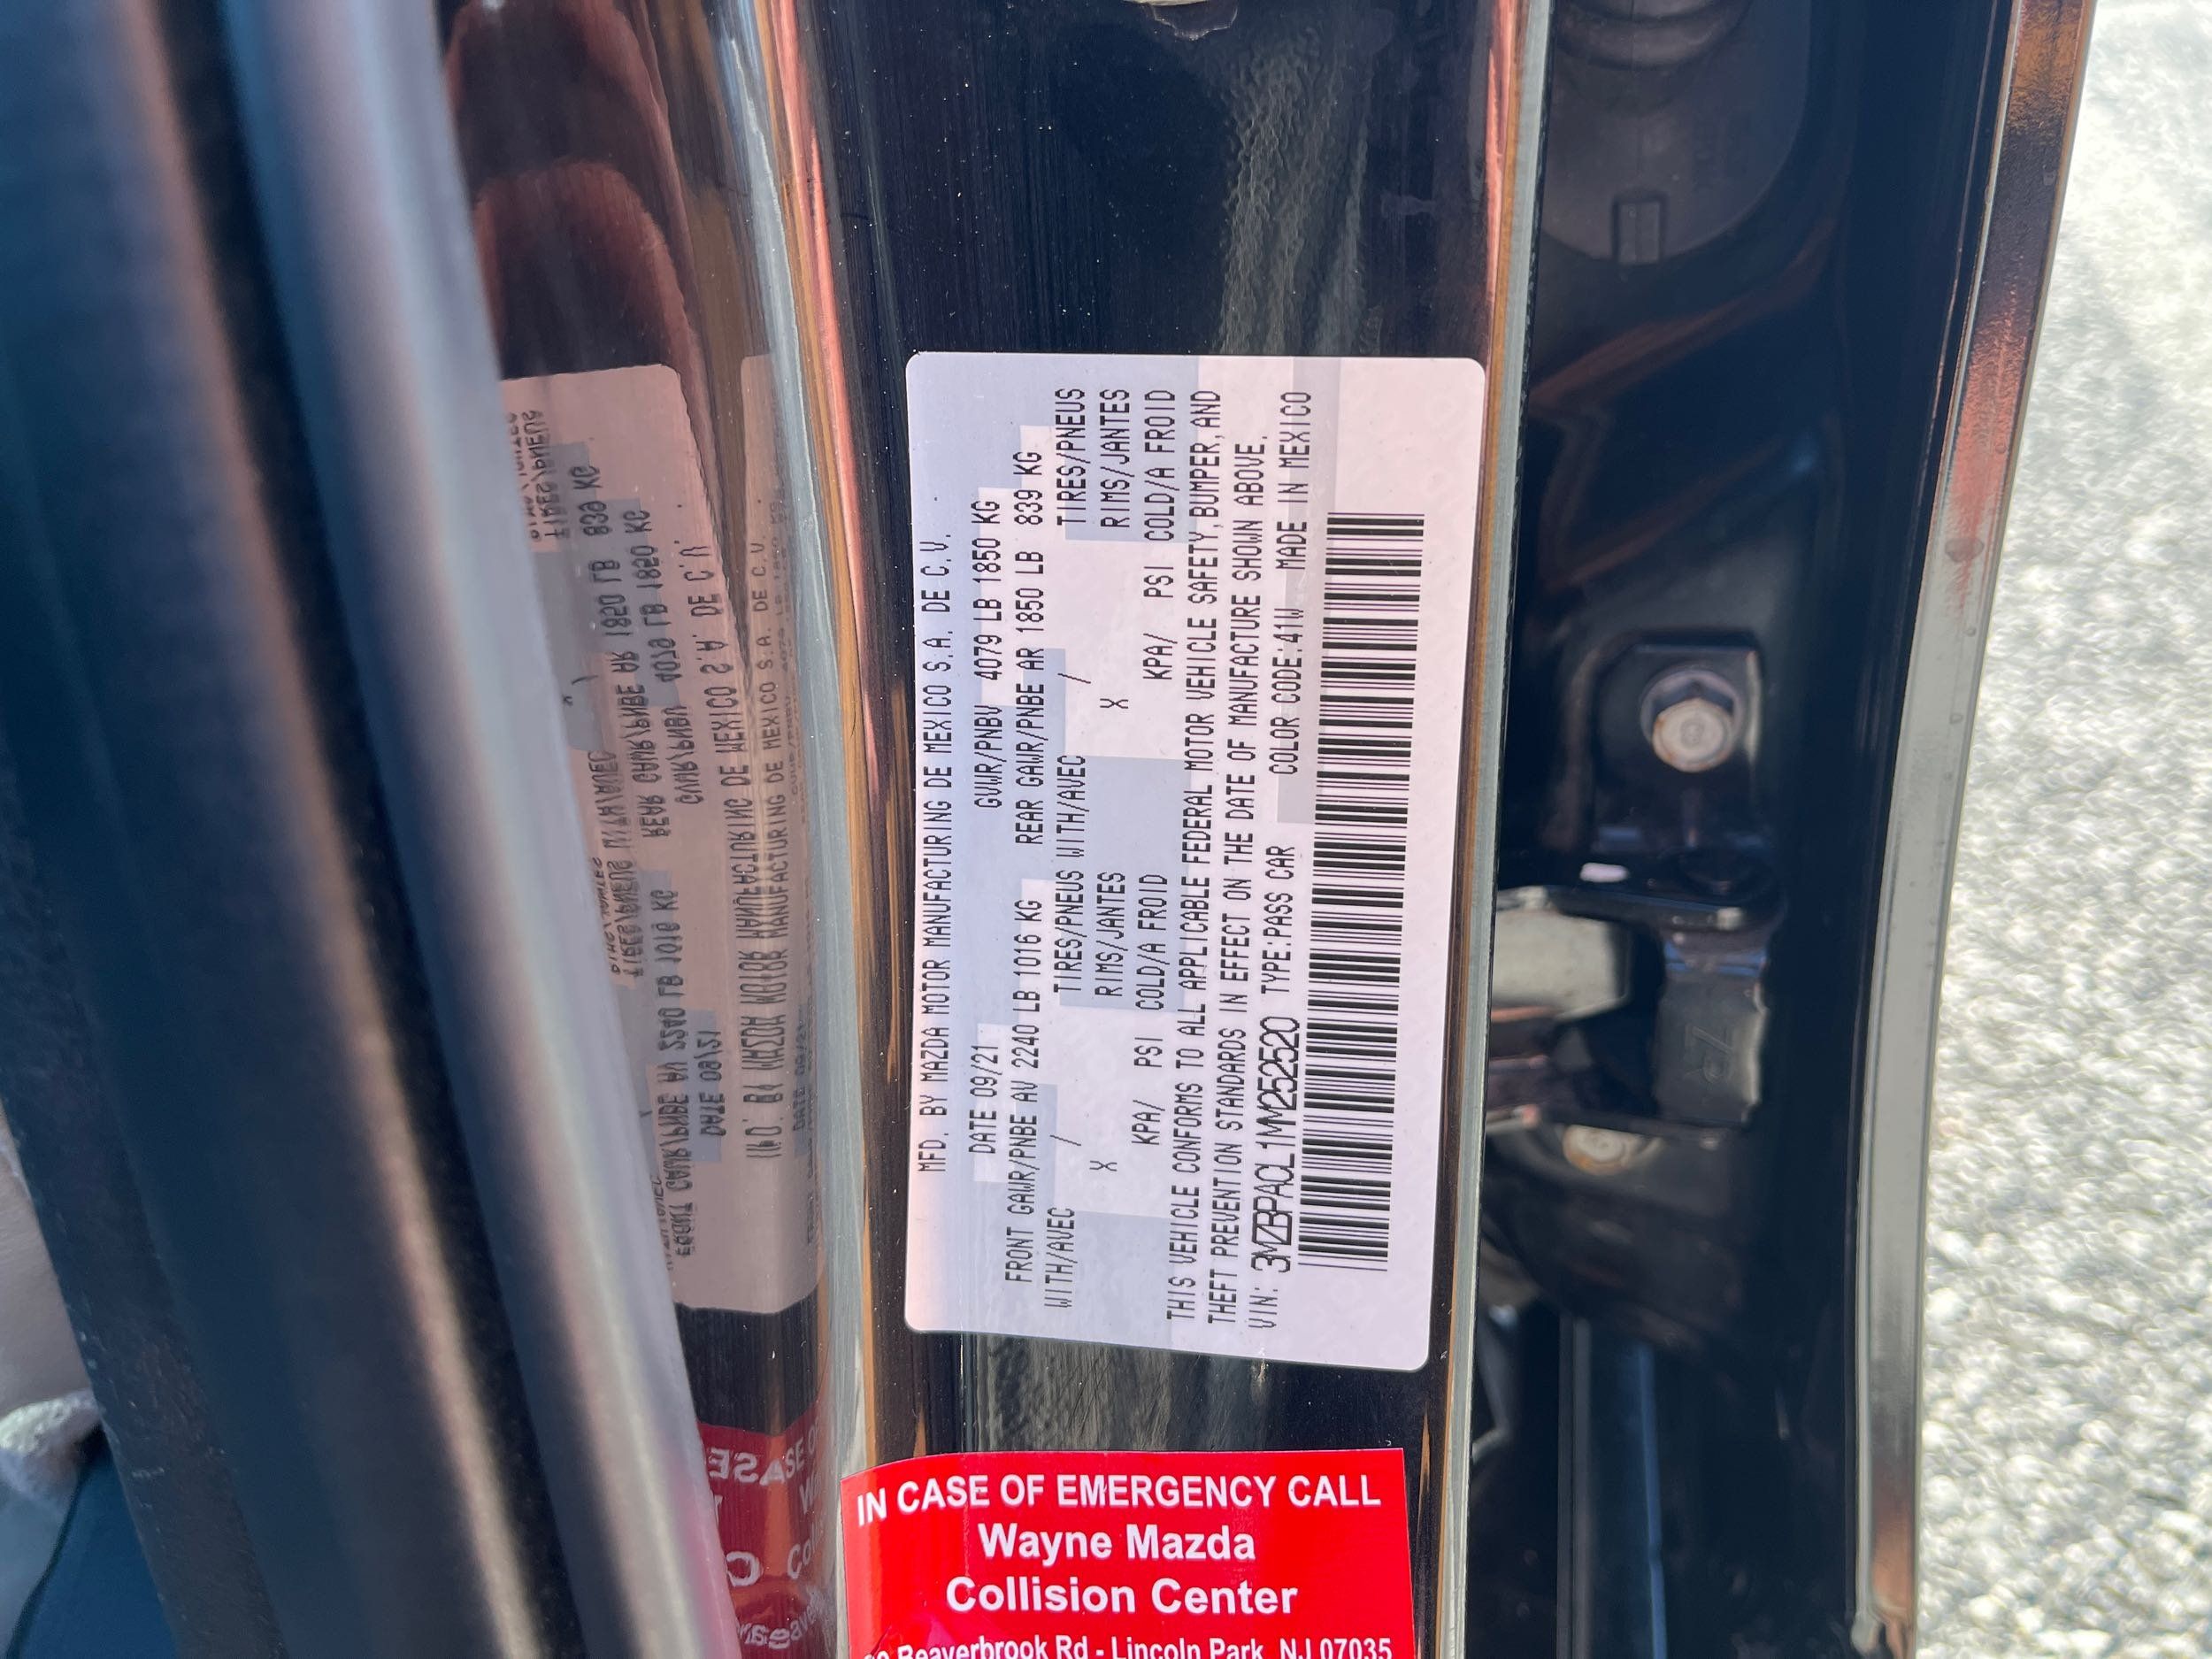 MFD. BY MAZDA MOTOR MANUFACTURING DE MEXICO S.A. DE C.V.
DATE 09/21 GVWR/PNBV 4079 LB 1850 KG
FRONT GAWR/PNBE AV 2240 LB 1016 KG REAR GAWR/PNBE AR 1850 LB 839 KG
WITH/AVEC / TIRES/PNEUS WITH/AVEC / TIRES/PNEUS
X RIMS/JANTES X RIMS/JANTES
KPA/ PSI COLD/A FROID KPA/ PSI COLD/A FROID
THIS VEHICLE CONFORMS TO ALL APPLICABLE FEDERAL MOTOR VEHICLE SAFETY,BUMPER,AND
THEFT PREVENTION STANDARDS IN EFFECT ON THE DATE OF MANUFACTURE SHOWN ABOVE.
VIN: 3MZBPAOL1MM252520 TYPE:PASS CAR COLOR CODE:41W MADE IN MEXICO
IN CASE OF EMERGENCY CALL
Wayne Mazda
Collision Center
Beaverbrook Rd - Lincoln Park, NJ 07035